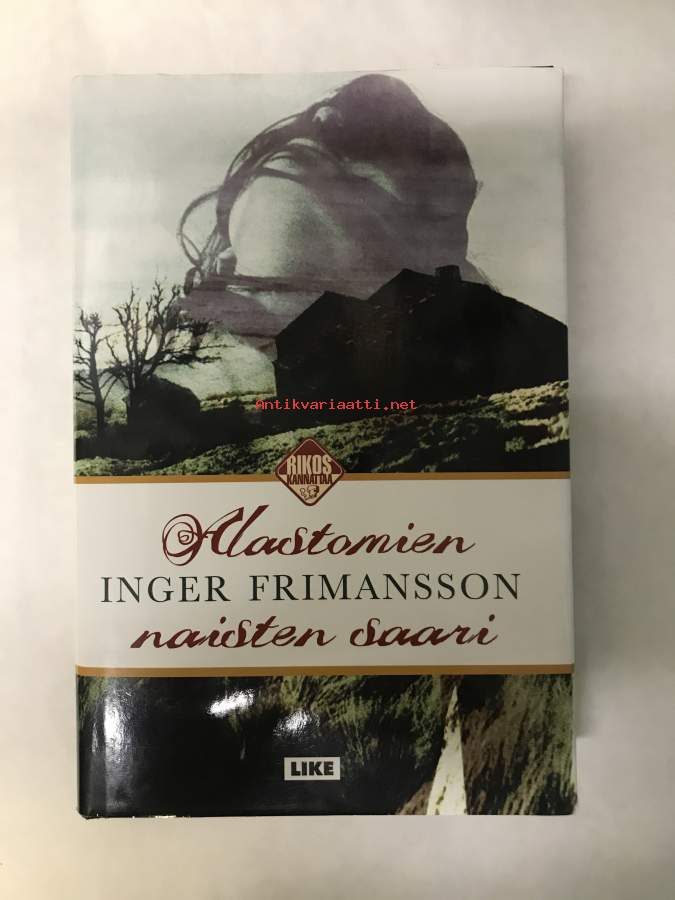 Antikvariaatti.net
RIKOS
KANNATTAA
Alastomien
INGER FRIMANSSON
naisten saari
LIKE